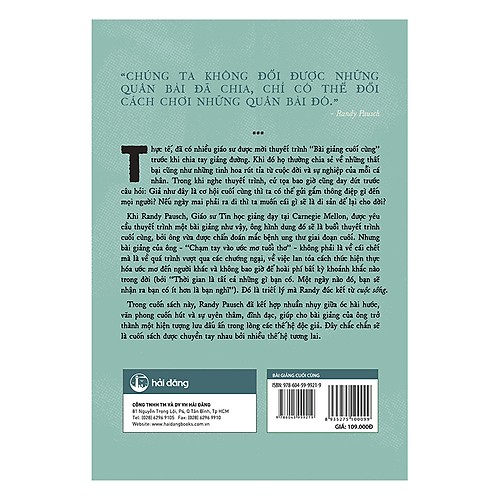 “CHÚNG TA KHÔNG ĐỔI ĐƯỢC NHỮNG
QUÂN BÀI ĐÃ CHIA, CHỈ CÓ THỂ ĐỔI
CÁCH CHƠI NHỮNG QUÂN BÀI ĐÓ.”
- Randy Pausch
***
Thực tế, đã có nhiều giáo sư được mời thuyết trình “Bài giảng cuối cùng”
trước khi chia tay giảng đường. Khi đó họ thường chia sẻ về những thất
bại cũng như những tinh hoa rút tỉa từ cuộc đời và sự nghiệp của mỗi cá
nhân. Trong khi nghe thuyết trình, cử tọa bao giờ cũng day dứt trước
câu hỏi: Giả như đây là cơ hội cuối cùng thì ta có thể gửi gắm thông điệp gì đến
mọi người? Nếu ngày mai phải ra đi thì ta muốn cái gì sẽ là di sản để lại cho đời?
Khi Randy Pausch, Giáo sư Tin học giảng dạy tại Carnegie Mellon, được yêu
cầu thuyết trình một bài giảng như vậy, ông hình dung đó sẽ là buổi thuyết trình
cuối cùng, bởi ông vừa được chẩn đoán mắc bệnh ung thư giai đoạn cuối. Nhưng
bài giảng của ông – “Chạm tay vào ước mơ tuổi thơ” – không phải là về cái chết
mà là về quá trình vượt qua các chướng ngại, về việc lan tỏa cách thức hiện thực
hóa ước mơ đến người khác và không bao giờ để hoài phí bất kỳ khoảnh khắc nào
trong đời (bởi “Thời gian là tất cả những gì bạn có. Một ngày nào đó, bạn sẽ
nhận ra bạn có ít hơn là bạn nghĩ”). Đó là triết lý mà Randy đúc kết từ cuộc sống.
Trong cuốn sách này, Randy Pausch đã kết hợp nhuần nhụy giữa óc hài hước,
văn phong cuốn hút và sự uyên thâm, đĩnh đạc, giúp cho bài giảng của ông trở
thành một hiện tượng lưu dấu ấn trong lòng các thế hệ độc giả. Đây chắc chắn sẽ
là cuốn sách được chuyền tay nhau bởi nhiều thế hệ tương lai.
hải đăng
CÔNG TNHH TM VÀ DV VH HẢI ĐĂNG
81 Nguyễn Trọng Lội, P4, Q Tân Bình, Tp HCM
Tel: (028) 6296 9105 Fax: (028) 6296 9910
Website: www.haidangbooks.com.vn
BÀI GIẢNG CUỐI CÙNG
ISBN: 978 604 59 9921 9
8 935275 100099
GIÁ: 109.000Đ